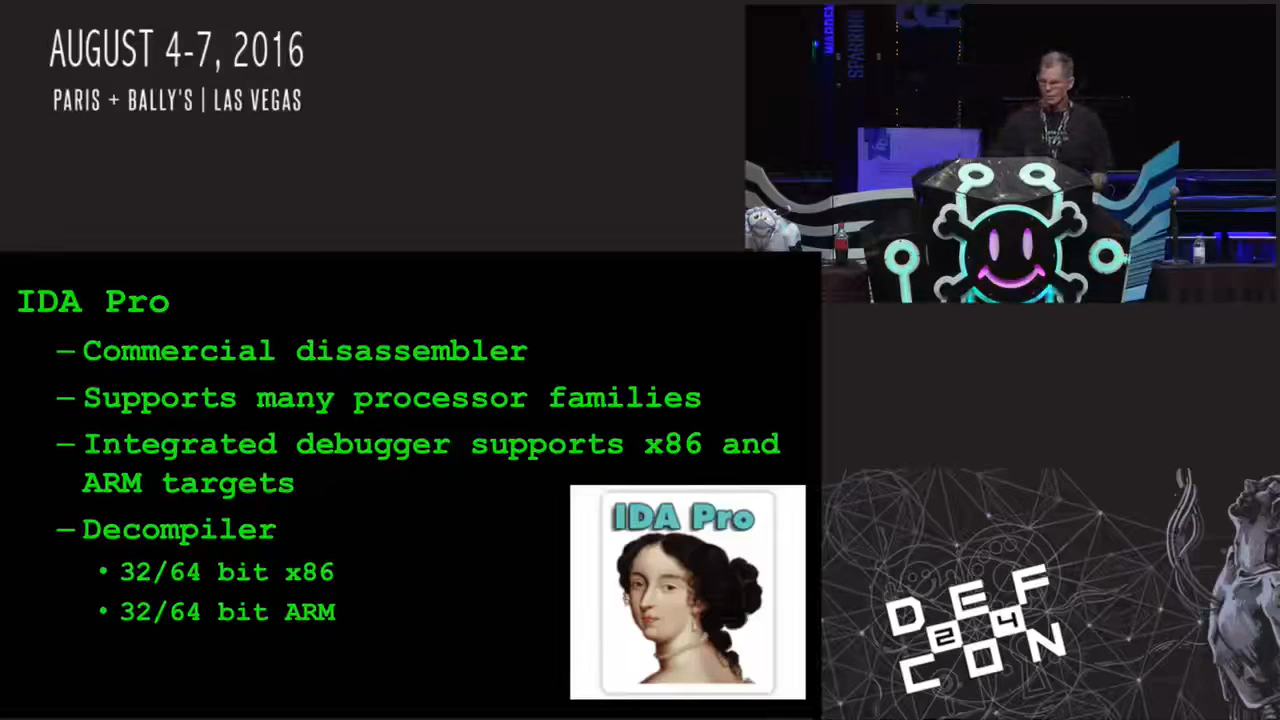 AUGUST 4-7, 2016
PARIS + BALLY'S | LAS VEGAS
SPARRING
IDA Pro
– Commercial disassembler
– Supports many processor families
– Integrated debugger supports x86 and
ARM targets
– Decompiler
• 32/64 bit x86
• 32/64 bit ARM
IDA Pro
DEF
24
CON